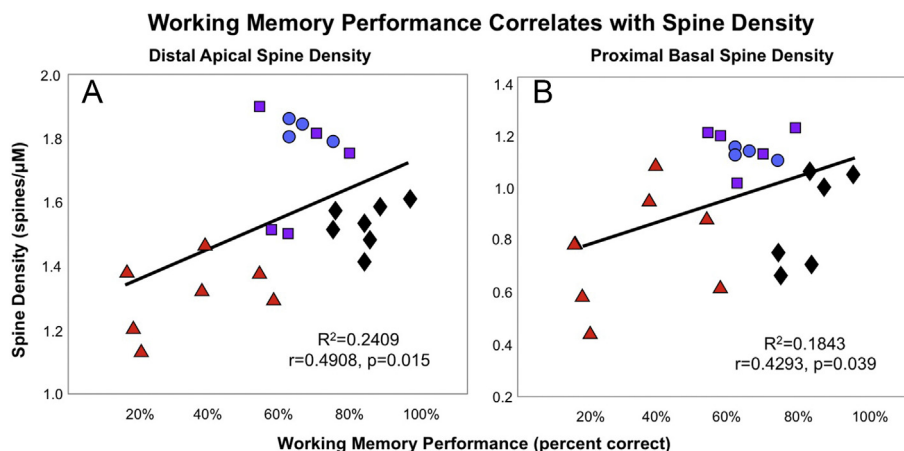 Working Memory Performance Correlates with Spine Density
Distal Apical Spine Density
Proximal Basal Spine Density
A
B
Spine Density (spines/µM)
2.0
1.8
1.6
1.4
1.2
1.0
1.4
1.2
1.0
0.8
0.6
0.4
0.2
R²=0.2409
r=0.4908, p=0.015
R²=0.1843
r=0.4293, p=0.039
20% 40% 60% 80% 100%
20% 40% 60% 80% 100%
Working Memory Performance (percent correct)